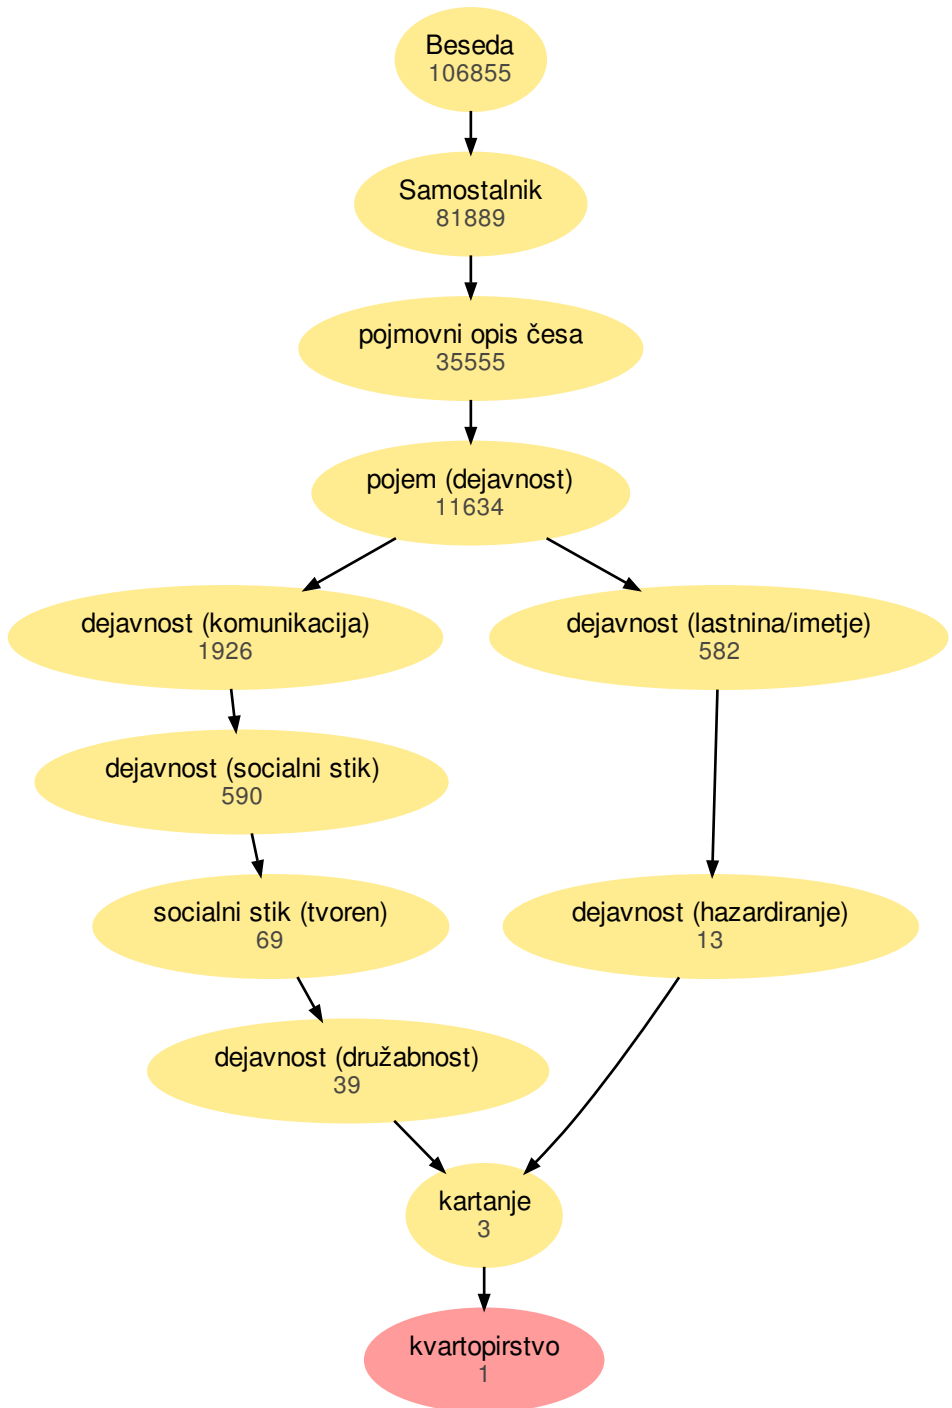 Beseda
106855
Samostalnik
81889
pojmovni opis česa
35555
pojem (dejavnost)
11634
dejavnost (komunikacija)
1926
dejavnost (lastnina/imetje)
582
dejavnost (socialni stik)
590
socialni stik (tvoren)
69
dejavnost (hazardiranje)
13
dejavnost (družabnost)
39
kartanje
3
kvartopirstvo
1